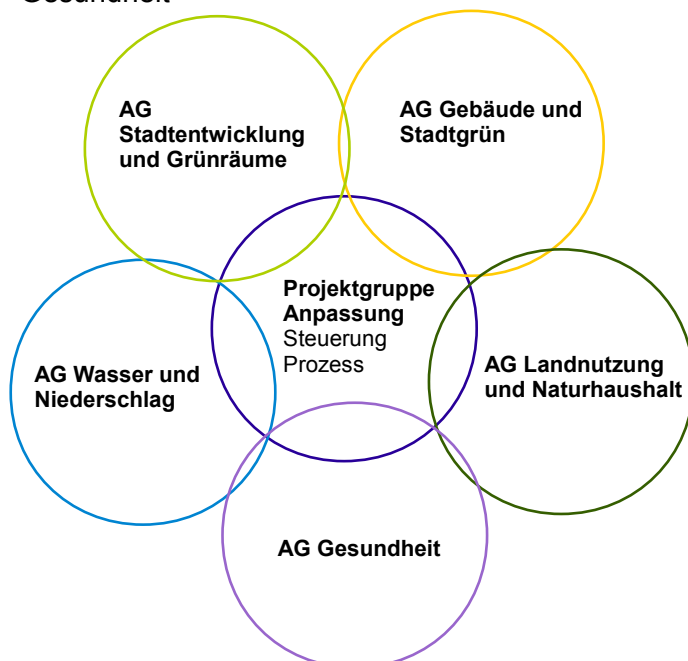 Gesundheit
AG
Stadtentwicklung
und Grünräume
AG Gebäude und
Stadtgrün
Projektgruppe
Anpassung
Steuerung
Prozess
AG Wasser und
Niederschlag
AG Landnutzung
und Naturhaushalt
AG Gesundheit